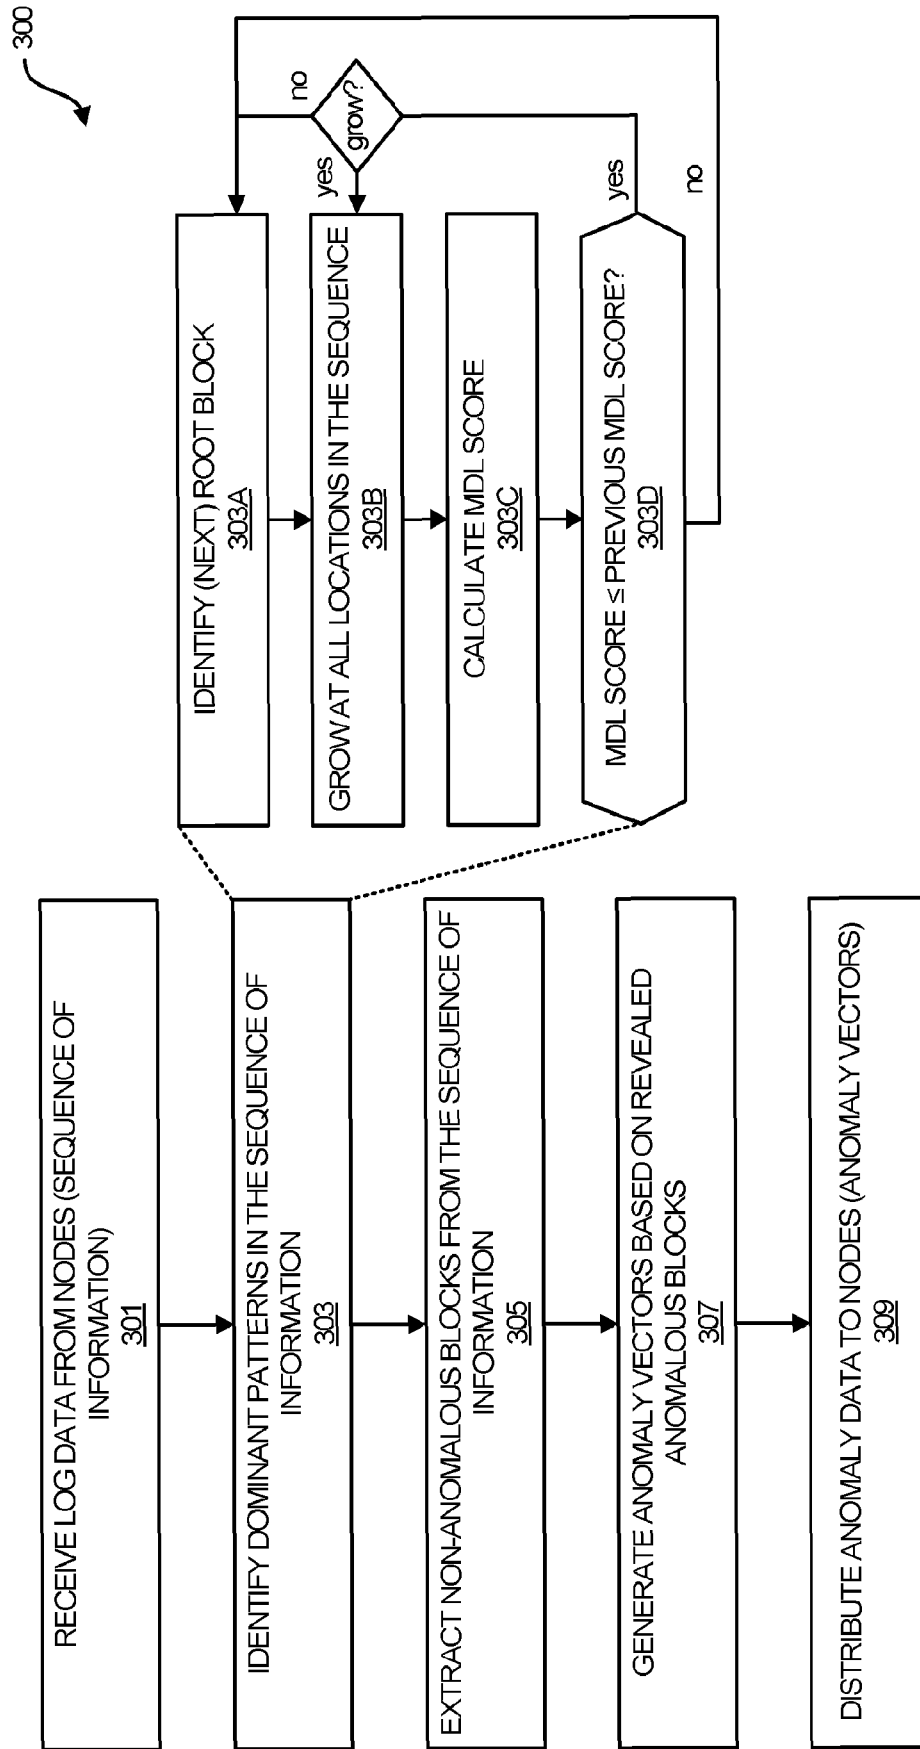 300
RECEIVE LOG DATA FROM NODES (SEQUENCE OF
INFORMATION)
301
IDENTIFY DOMINANT PATTERNS IN THE SEQUENCE OF
INFORMATION
303
EXTRACT NON-ANOMALOUS BLOCKS FROM THE SEQUENCE OF
INFORMATION
305
GENERATE ANOMALY VECTORS BASED ON REVEALED
ANOMALOUS BLOCKS
307
DISTRIBUTE ANOMALY DATA TO NODES (ANOMALY VECTORS)
309
IDENTIFY (NEXT) ROOT BLOCK
303A
GROW AT ALL LOCATIONS IN THE SEQUENCE
303B
CALCULATE MDL SCORE
303C
MDL SCORE ≤ PREVIOUS MDL SCORE?
303D
no
grow?
yes
yes
no